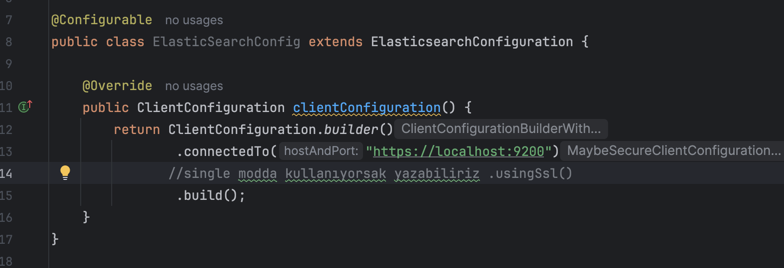 7 @Configurable no usages
8 public class ElasticSearchConfig extends ElasticsearchConfiguration {
9
10 @Override no usages
11 public ClientConfiguration clientConfiguration() {
12 return ClientConfiguration.builder() ClientConfigurationBuilderWith...
13 .connectedTo( hostAndPort: "https://localhost:9200") MaybeSecureClientConfiguration...
14 //single modda kullanıyorsak yazabiliriz .usingSsl()
15 .build();
16 }
17 }
18